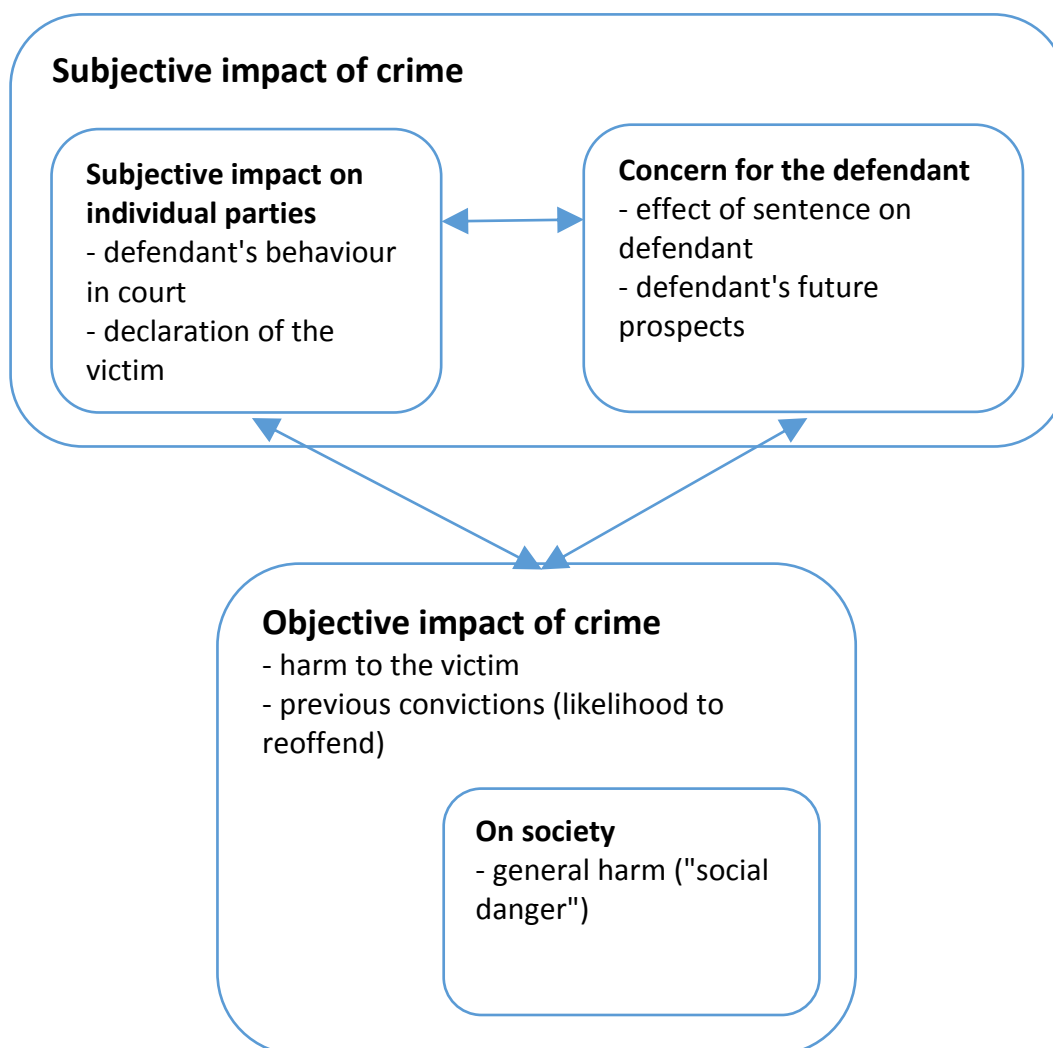 Subjective impact of crime
Subjective impact on
individual parties
- defendant's behaviour
in court
- declaration of the
victim
Concern for the defendant
- effect of sentence on
defendant
- defendant's future
prospects
Objective impact of crime
- harm to the victim
- previous convictions (likelihood to
reoffend)
On society
- general harm ("social
danger")